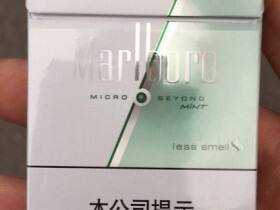 Marlboro
MICRO BEYOND
MINT
less smell
本公司提示